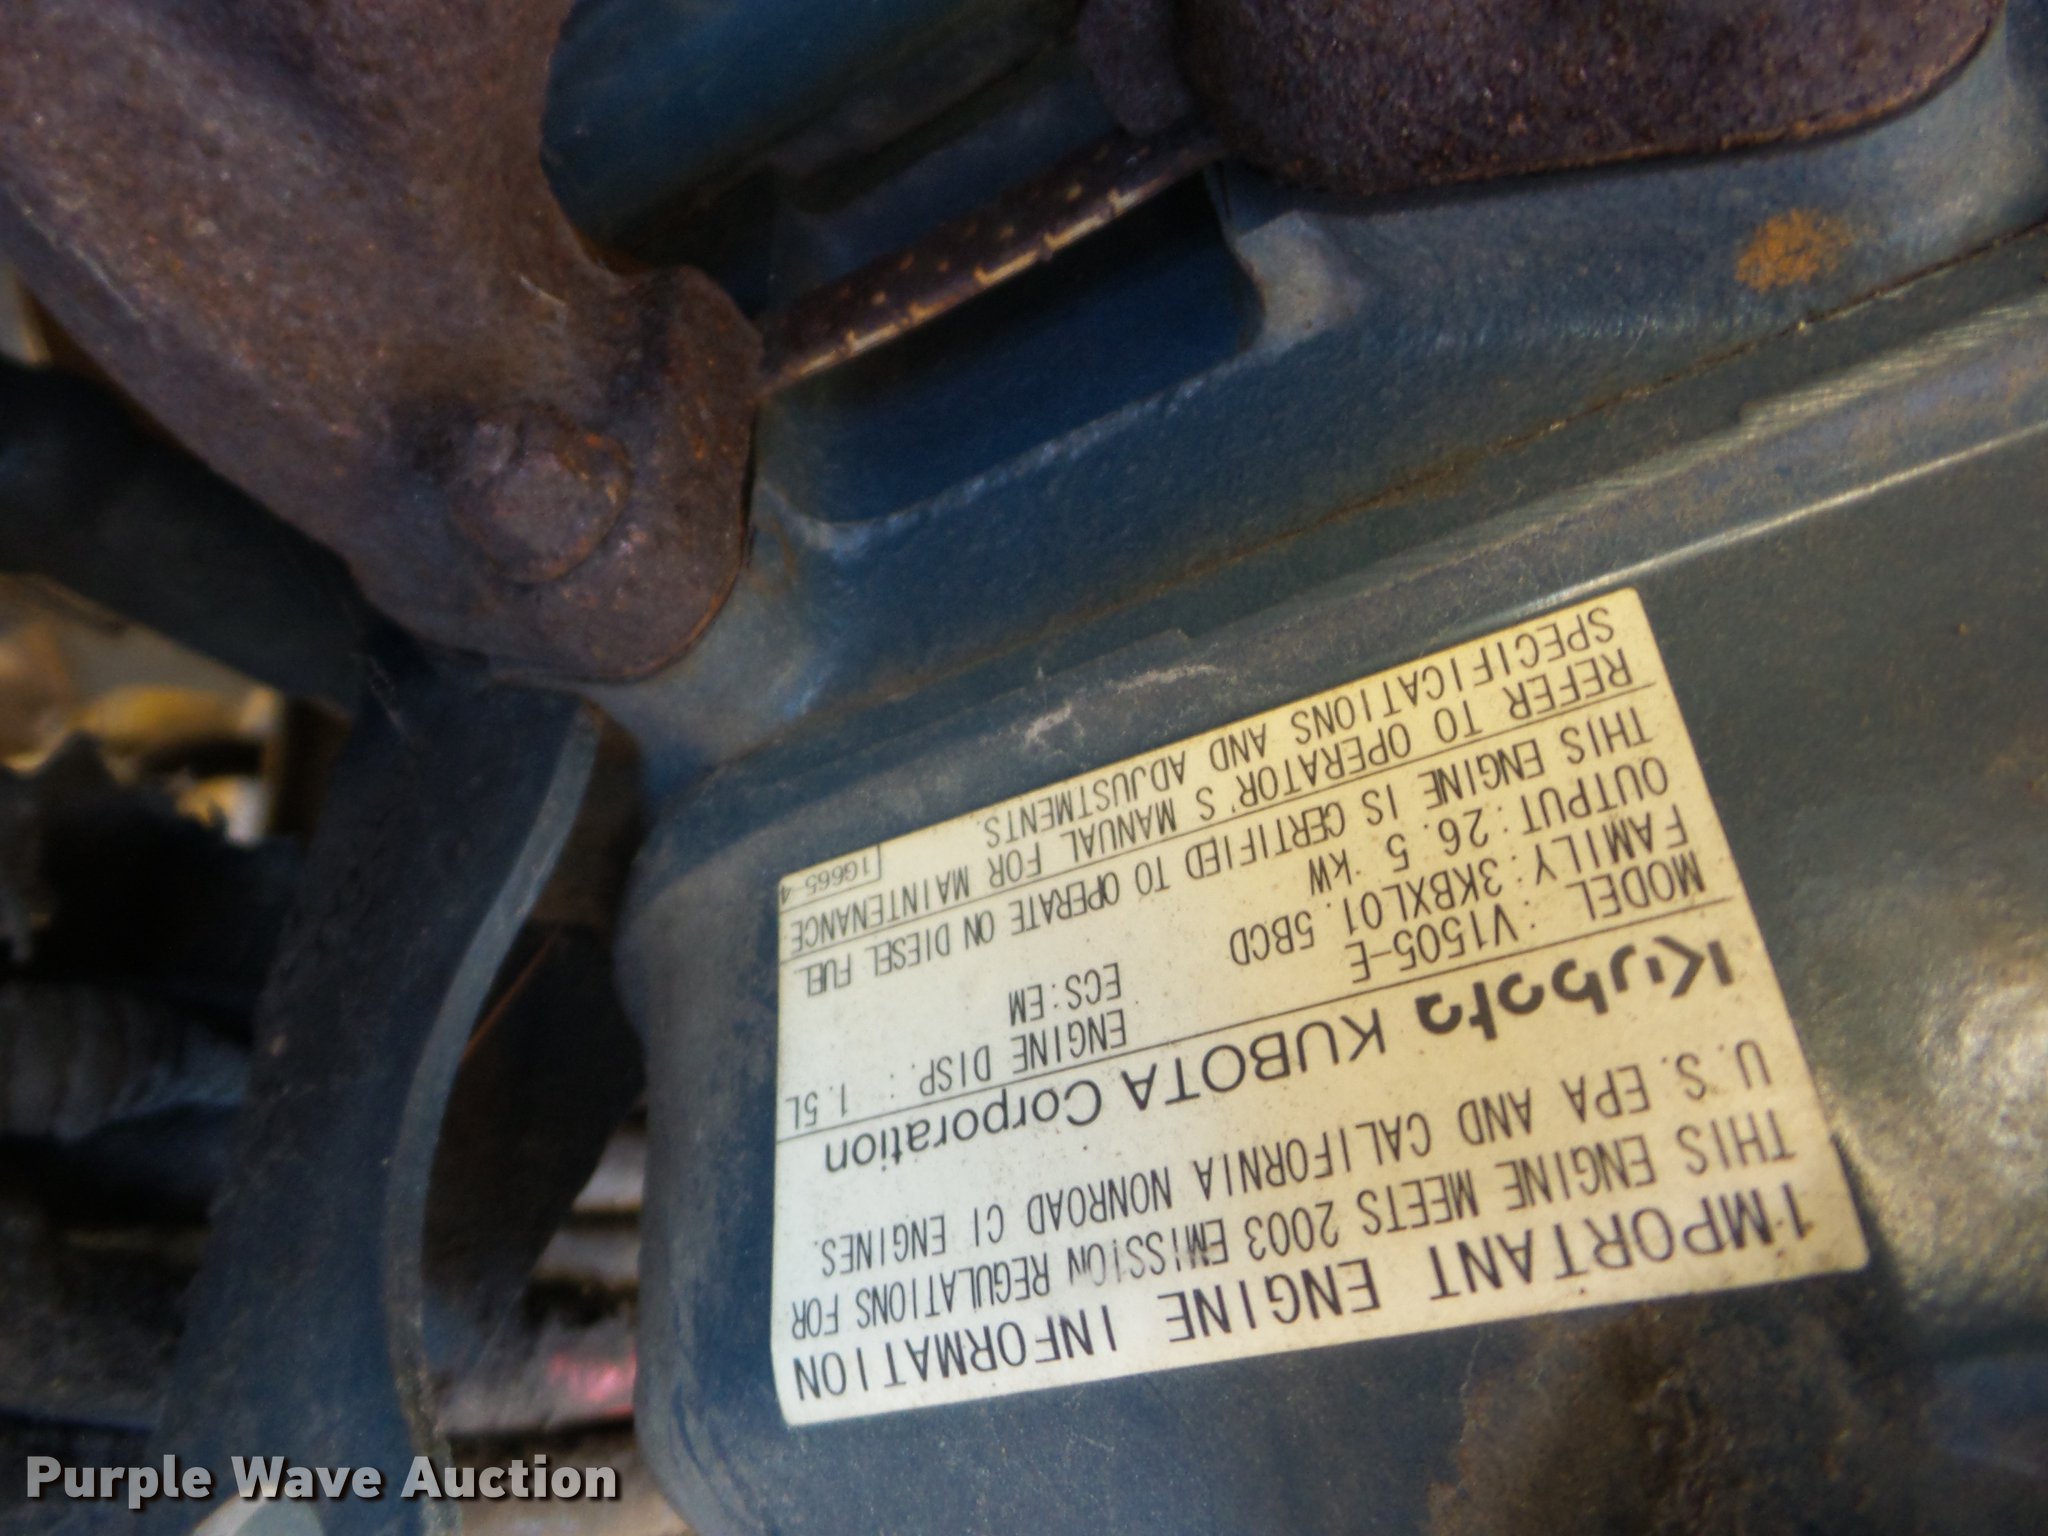 IMPORTANT ENGINE INFORMATION
THIS ENGINE MEETS 2003 EMISSION REGULATIONS FOR
U.S. EPA AND CALIFORNIA NONROAD CI ENGINES.
Kubota KUBOTA Corporation
MODEL : V1505-E ENGINE DISP. : 1.5L
FAMILY : 3KBXL01.5BCD ECS:EM
OUTPUT : 26.5 kW
THIS ENGINE IS CERTIFIED TO OPERATE ON DIESEL FUEL
REFER TO OPERATOR'S MANUAL FOR MAINTENANCE
SPECIFICATIONS AND ADJUSTMENTS.
1G665-4
Purple Wave Auction